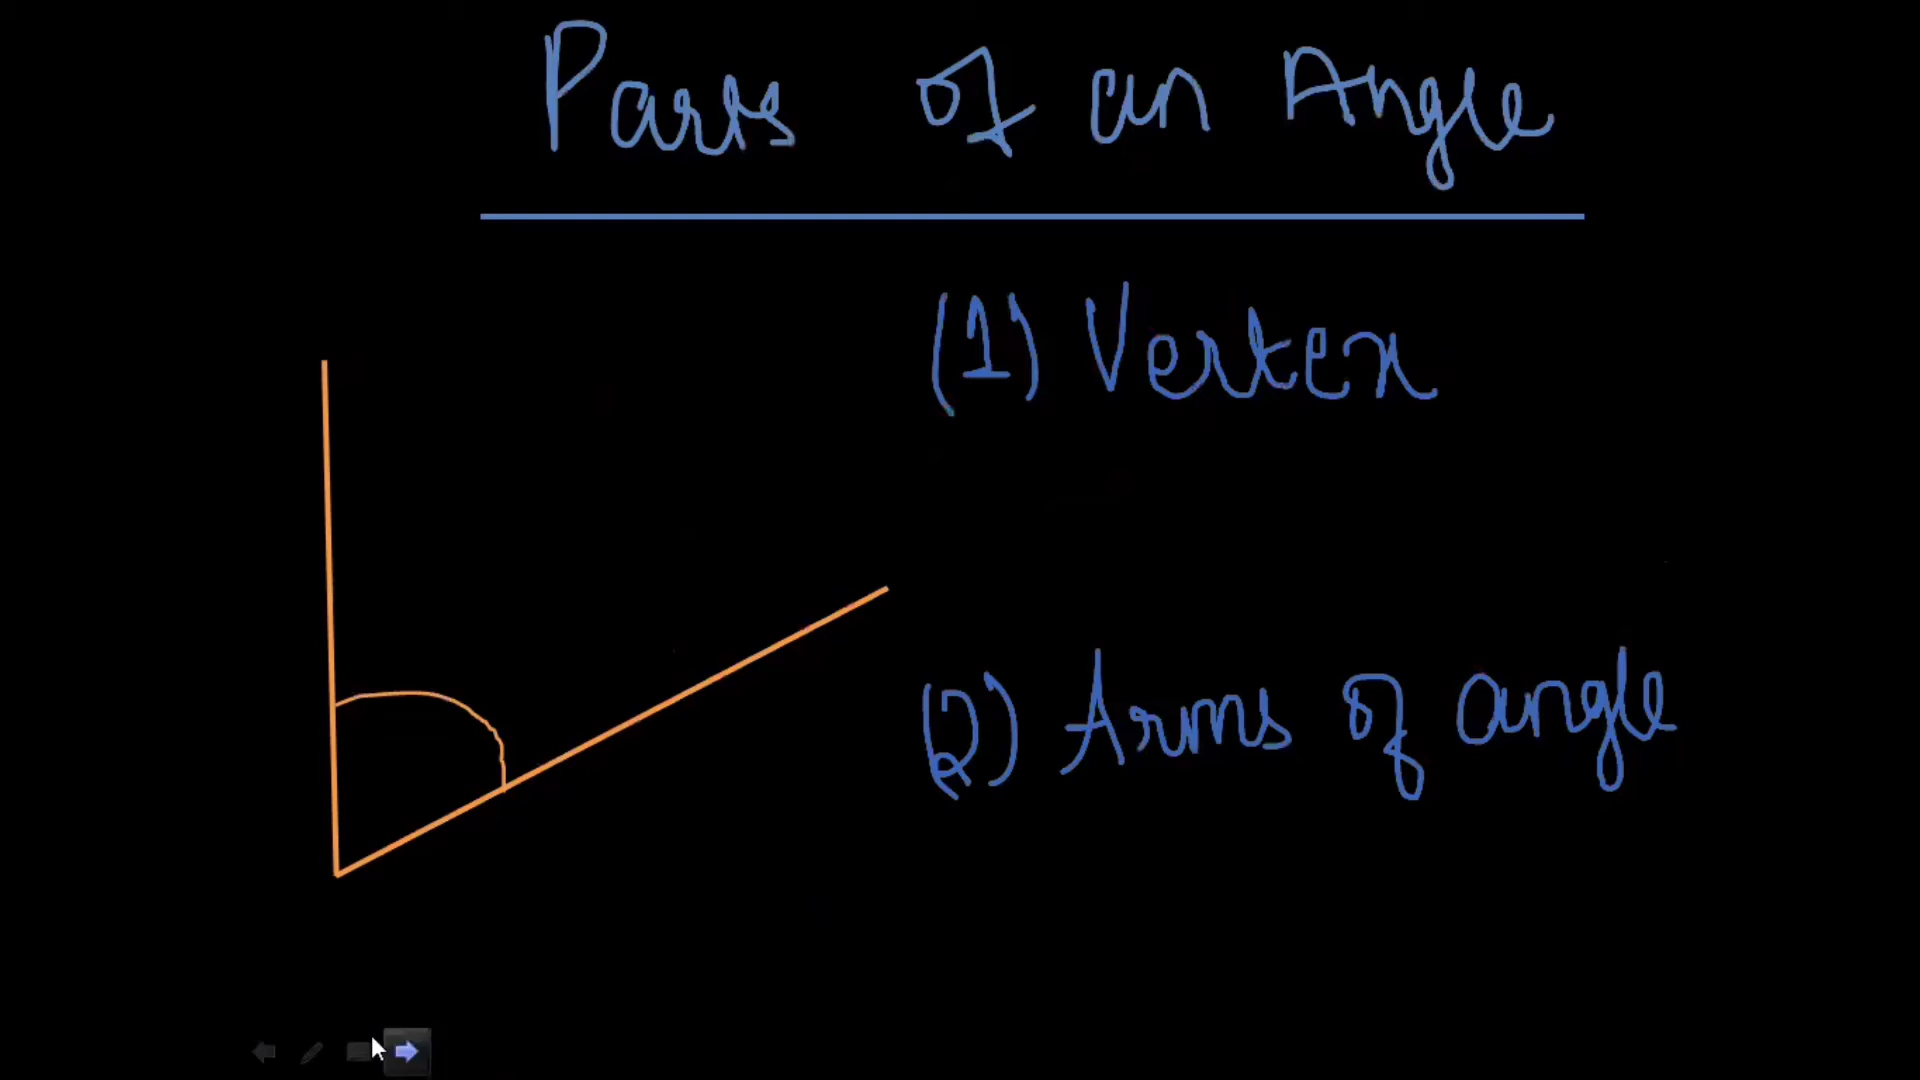 Parts of an Angle
(1) Vertex
(2) Arms of angle